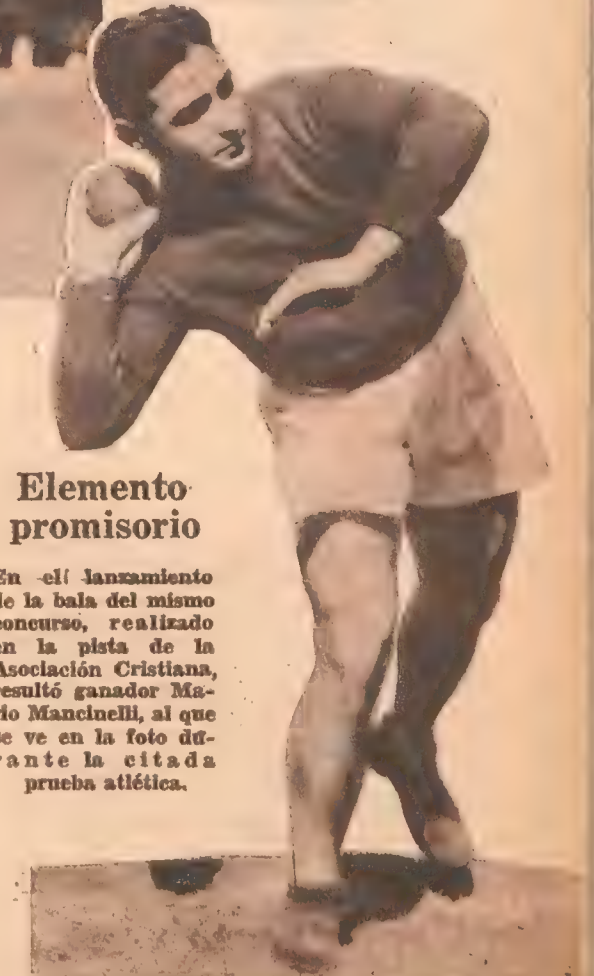 Elemento
promisorio
En el lanzamiento
de la bala del mismo
concurso, realizado
en la pista de la
Asociación Cristiana,
resultó ganador Ma-
rio Mancinelli, al que
se ve en la foto du-
rante la citada
prueba atlética.